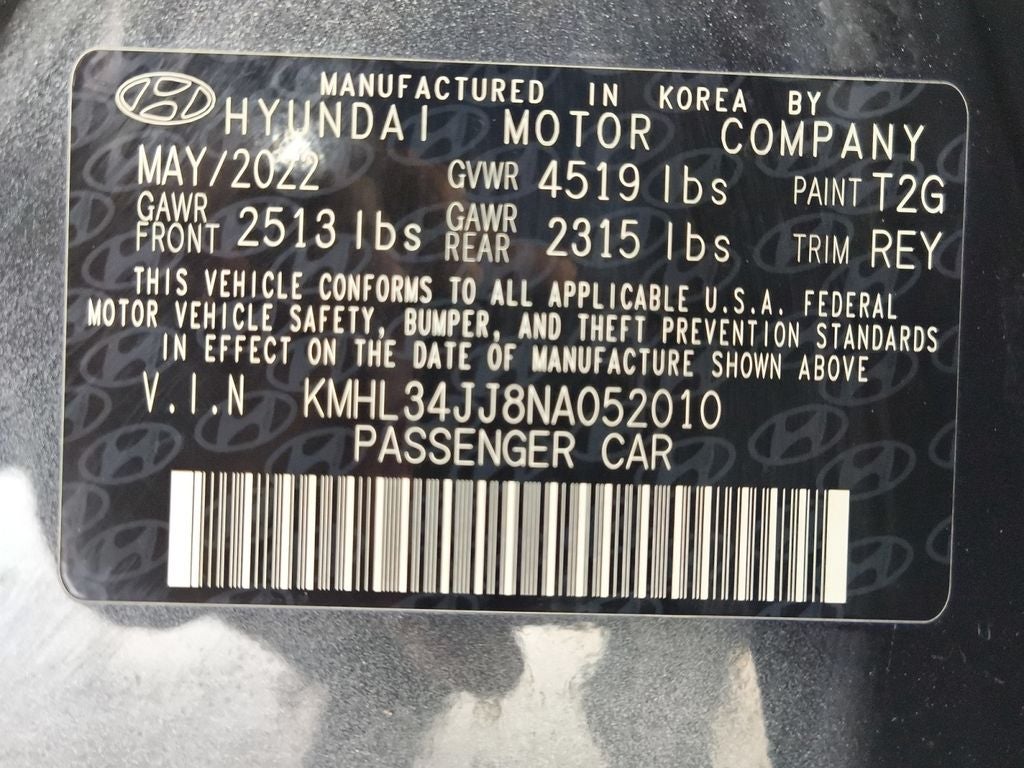 MANUFACTURED IN KOREA BY
HYUNDAI MOTOR COMPANY
MAY/2022 GVWR 4519 lbs PAINT T2G
GAWR FRONT 2513 lbs GAWR REAR 2315 lbs TRIM REY
THIS VEHICLE CONFORMS TO ALL APPLICABLE U.S.A. FEDERAL
MOTOR VEHICLE SAFETY, BUMPER, AND THEFT PREVENTION STANDARDS
IN EFFECT ON THE DATE OF MANUFACTURE SHOWN ABOVE
V.I.N KMHL34JJ8NA052010
PASSENGER CAR